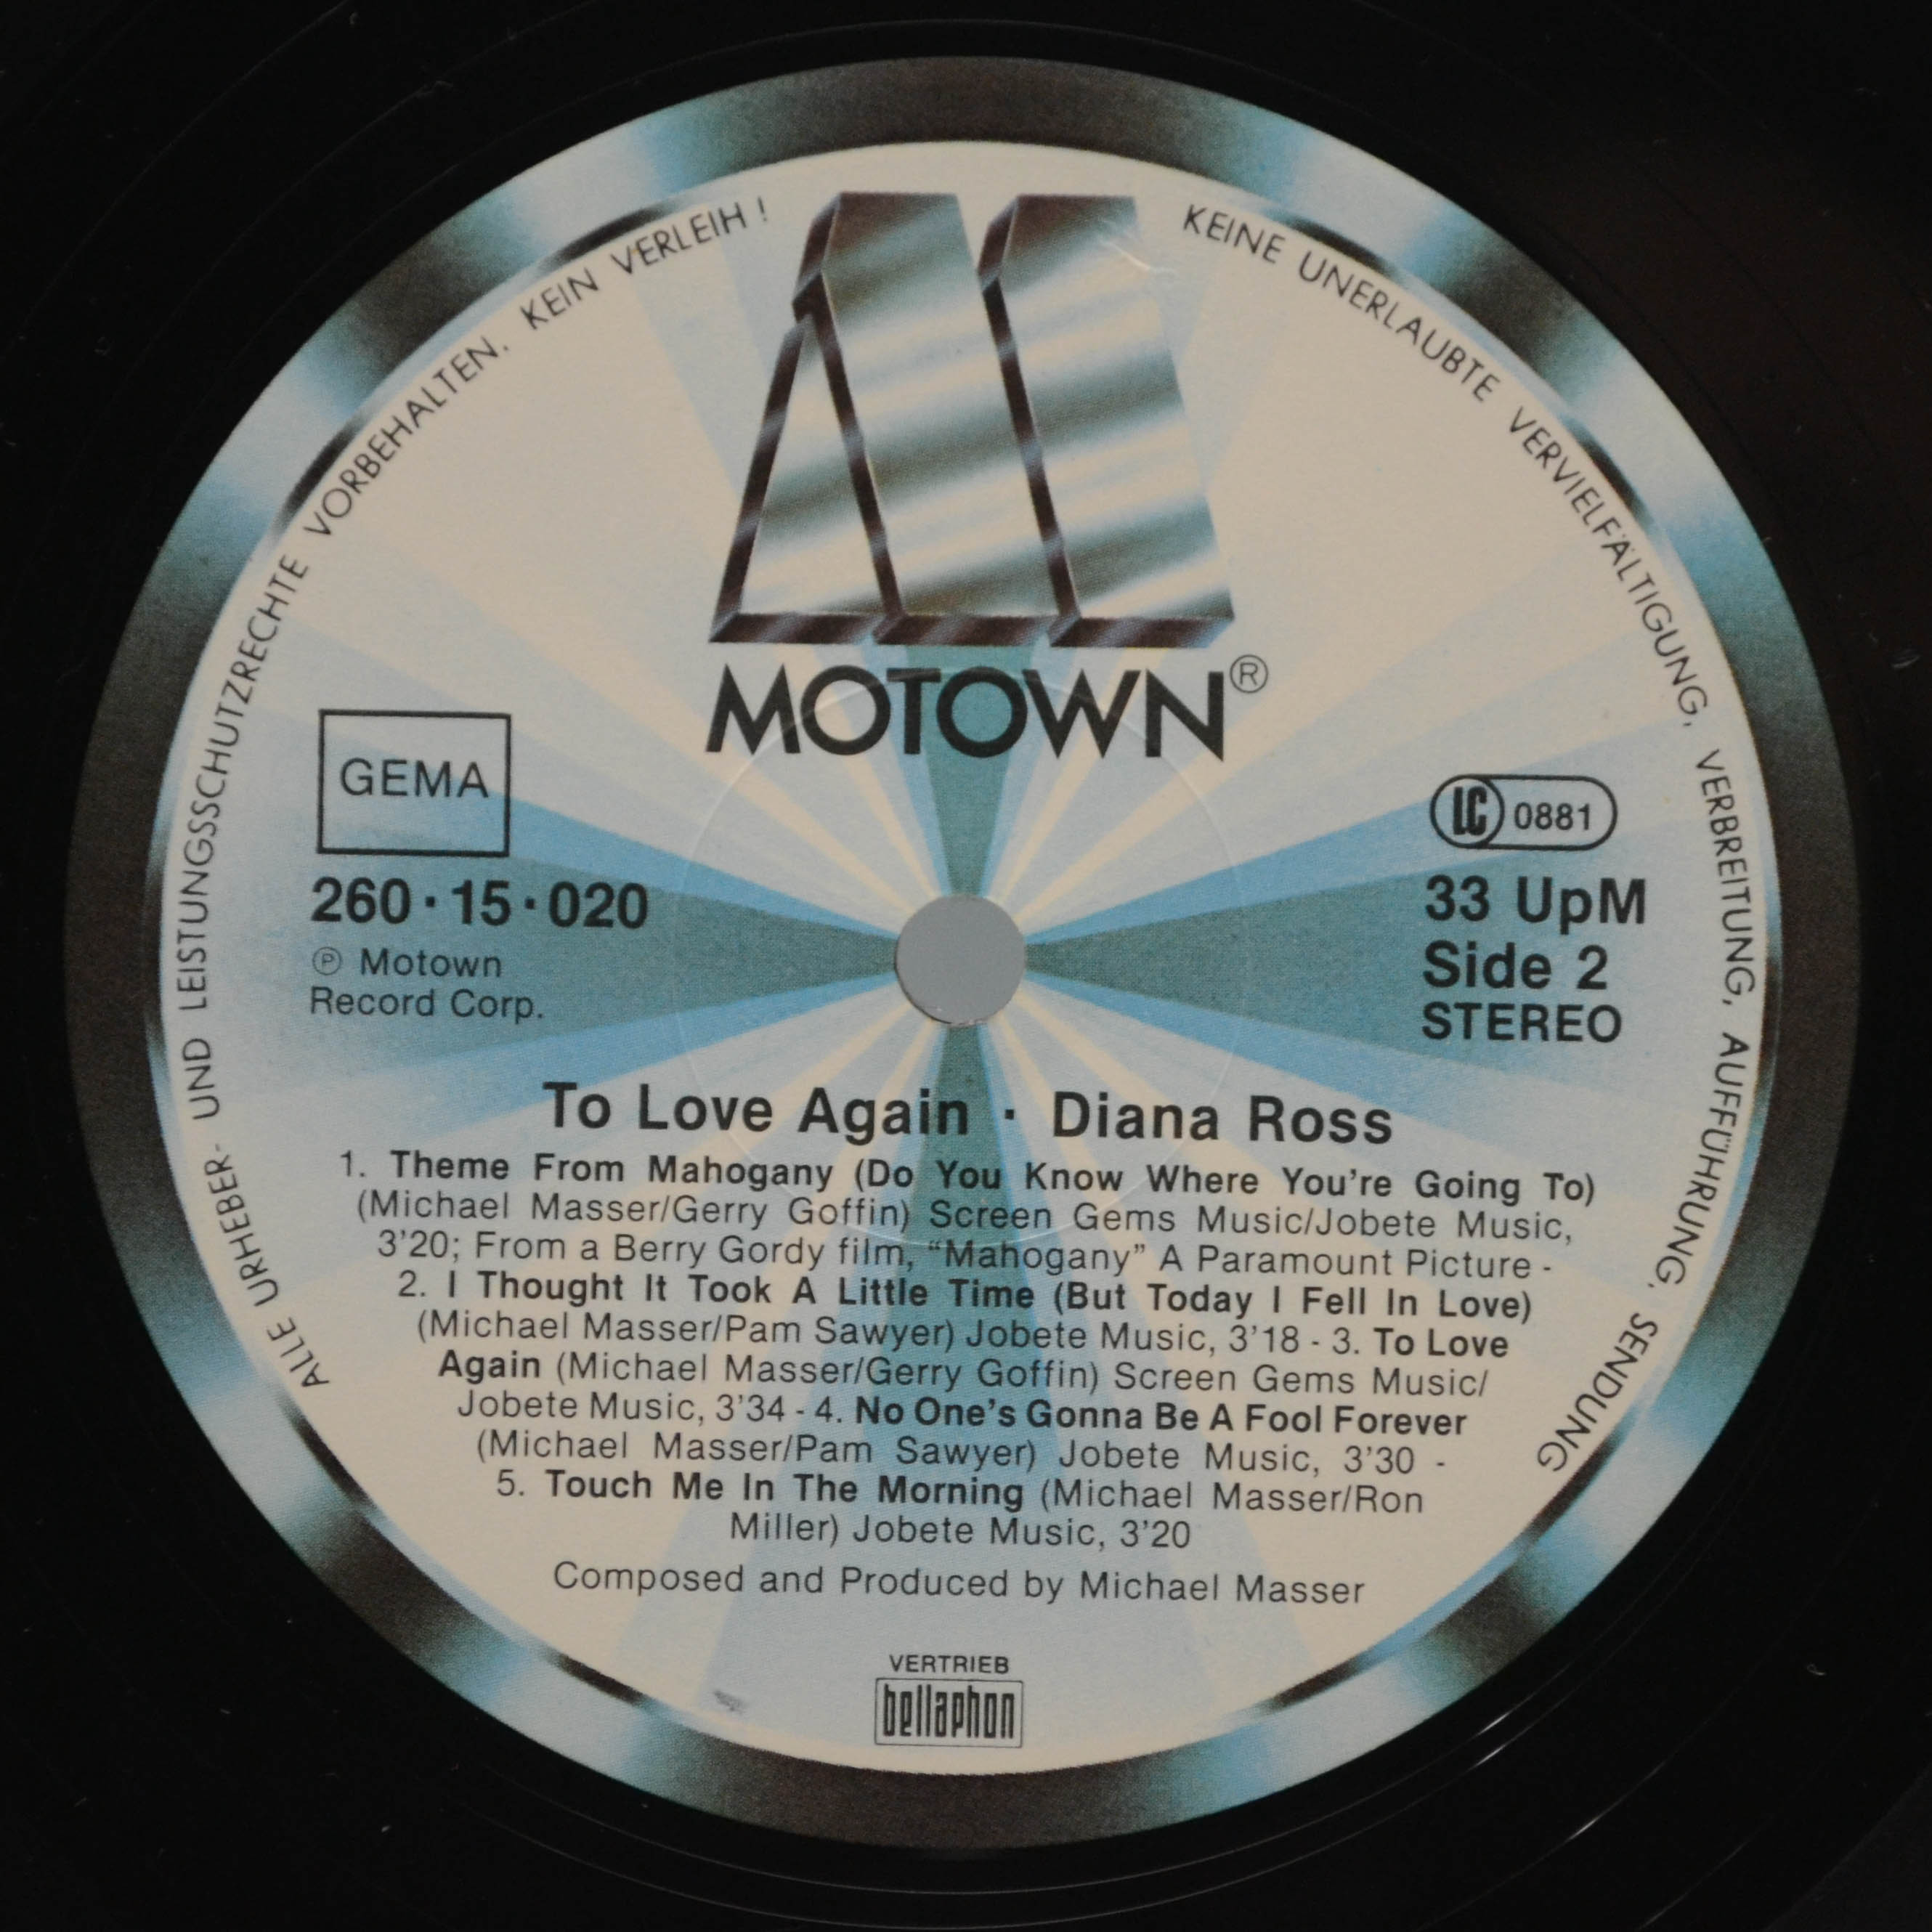 ALLE URHEBER- UND LEISTUNGSSCHUTZRECHTE VORBEHALTEN. KEIN VERLEIH !
KEINE UNERLAUBTE VERVIELFÄLTIGUNG, VERBREITUNG, AUFFÜHRUNG, SENDUNG
MOTOWN®
GEMA
LC 0881
260·15·020
℗ Motown
Record Corp.
33 UpM
Side 2
STEREO
To Love Again · Diana Ross
1. Theme From Mahogany (Do You Know Where You're Going To)
(Michael Masser/Gerry Goffin) Screen Gems Music/Jobete Music,
3'20; From a Berry Gordy film, “Mahogany” A Paramount Picture -
2. I Thought It Took A Little Time (But Today I Fell In Love)
(Michael Masser/Pam Sawyer) Jobete Music, 3'18 - 3. To Love
Again (Michael Masser/Gerry Goffin) Screen Gems Music/
Jobete Music, 3'34 - 4. No One's Gonna Be A Fool Forever
(Michael Masser/Pam Sawyer) Jobete Music, 3'30 -
5. Touch Me In The Morning (Michael Masser/Ron
Miller) Jobete Music, 3'20
Composed and Produced by Michael Masser
VERTRIEB
bellaphon